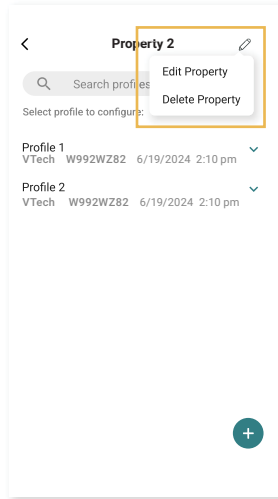 Property 2
Edit Property
Delete Property
Search profiles
Select profile to configure:
Profile 1
VTech W992WZ82 6/19/2024 2:10 pm
Profile 2
VTech W992WZ82 6/19/2024 2:10 pm